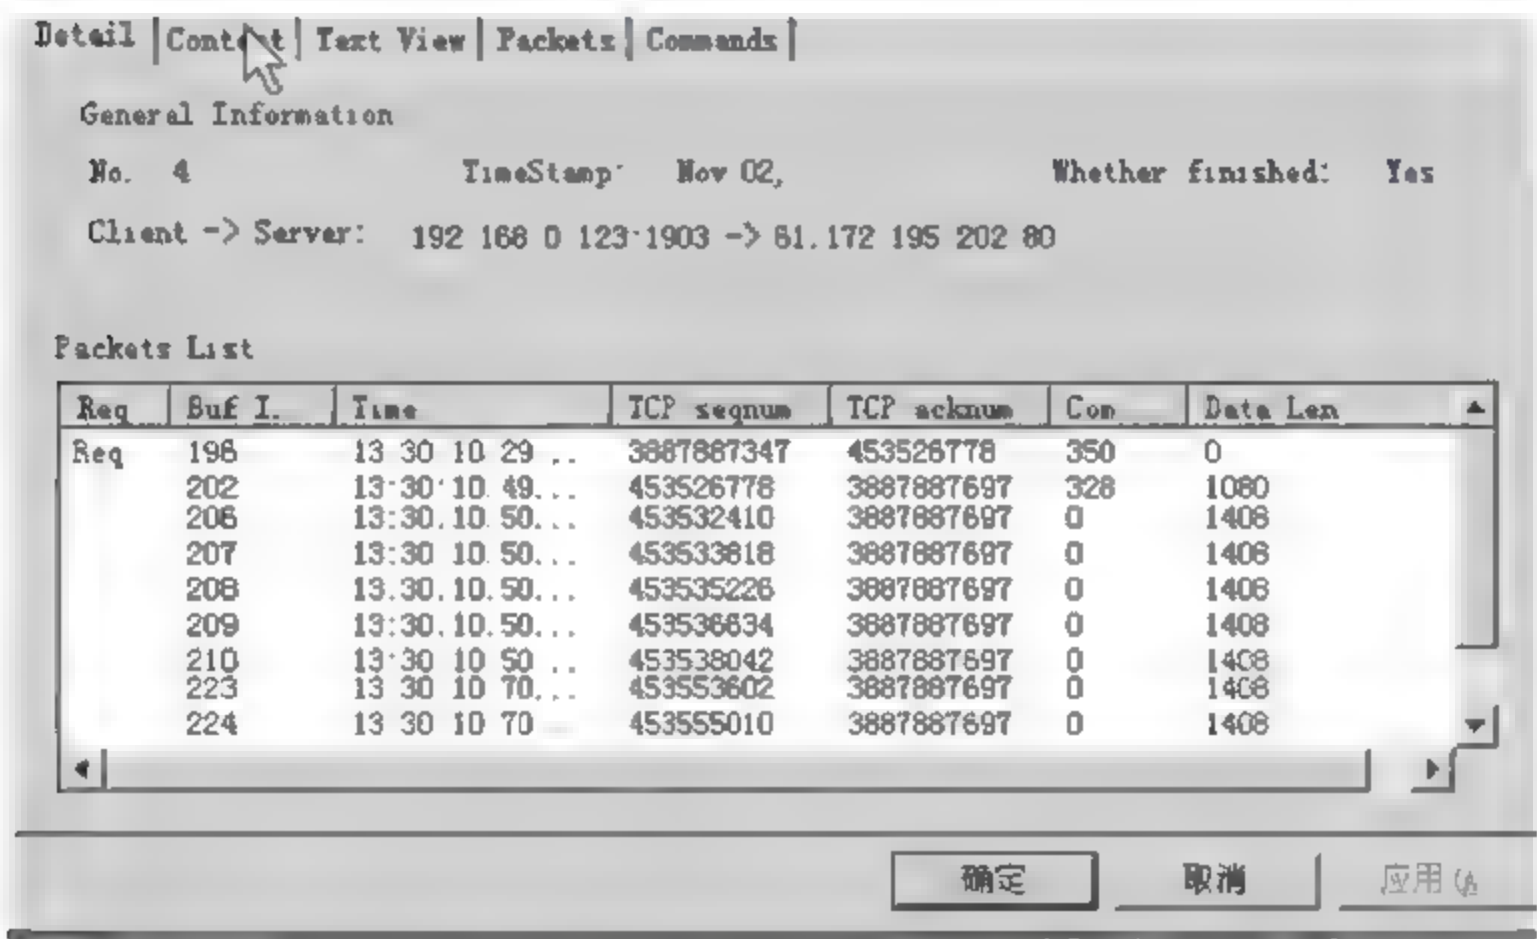 Detail Content Text View Packets Commands
General Information
No. 4 TimeStamp: Nov 02, Whether finished: Yes
Client -> Server: 192 168 0 123:1903 -> 61.172 195 202 80
Packets List
Req Buf I. Time TCP seqnum TCP acknum Con Data Len
Req 196 13 30 10 29 ... 3887887347 453526778 350 0
202 13:30:10.49... 453526778 3887887697 328 1080
206 13:30.10.50... 453532410 3887887697 0 1408
207 13:30 10.50... 453533818 3887887697 0 1408
208 13.30.10.50... 453535226 3887887697 0 1408
209 13:30.10.50... 453536634 3887887697 0 1408
210 13:30 10 50 ... 453538042 3887887697 0 1408
223 13 30 10 70... 453553602 3887887697 0 1408
224 13 30 10 70 453555010 3887887697 0 1408
确定 取消 应用(A